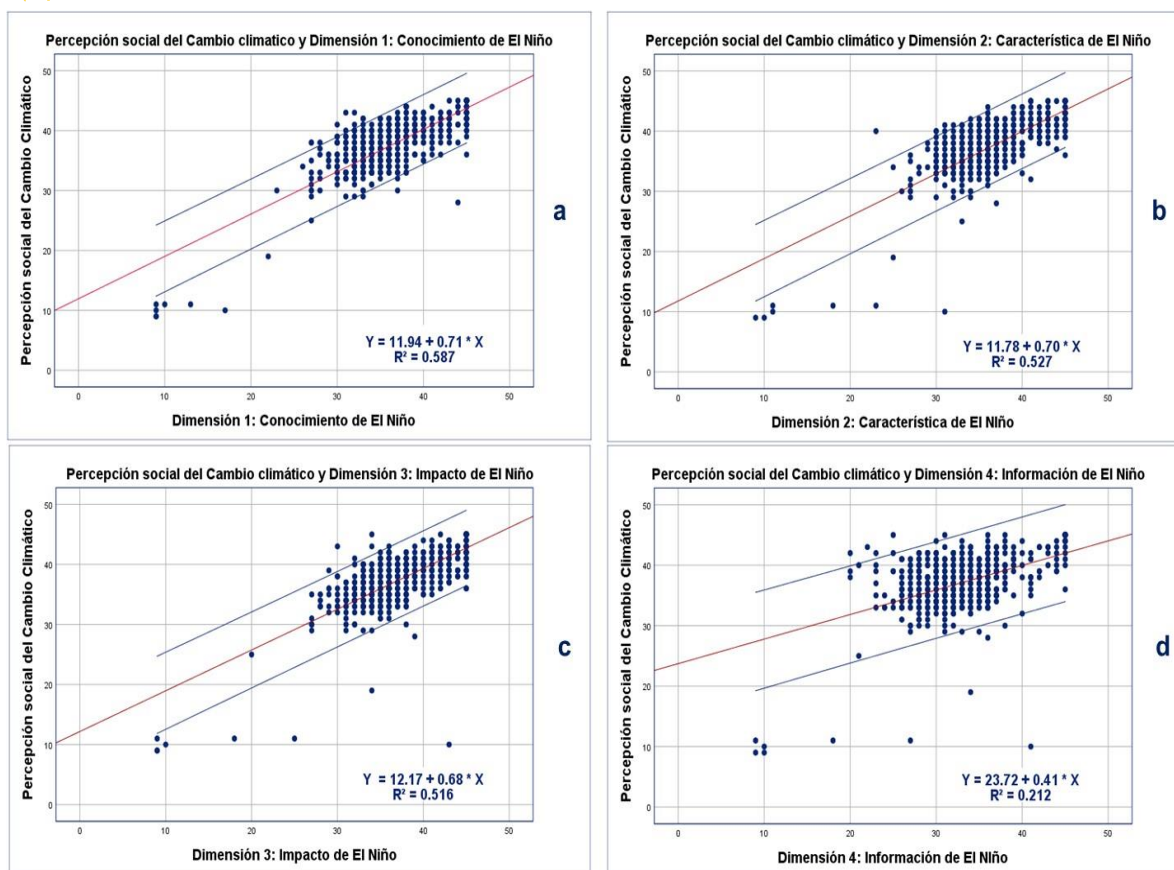 Percepción social del Cambio climatico y Dimensión 1: Conocimiento de El Niño
Percepción social del Cambio Climático
50
40
30
20
10
0
a
Y = 11.94 + 0.71 * X
R² = 0.587
0 10 20 30 40 50
Dimensión 1: Conocimiento de El Niño
Percepción social del Cambio climático y Dimensión 2: Característica de El Niño
Percepción social del Cambio Climático
50
40
30
20
10
0
b
Y = 11.78 + 0.70 * X
R² = 0.527
0 10 20 30 40 50
Dimensión 2: Característica de El NIño
Percepción social del Cambio climático y Dimensión 3: Impacto de El Niño
Percepción social del Cambio Climático
50
40
30
20
10
0
c
Y = 12.17 + 0.68 * X
R² = 0.516
0 10 20 30 40 50
Dimensión 3: Impacto de El Niño
Percepción social del Cambio climático y Dimensión 4: Información de El Niño
Percepción social del Cambio Climático
50
40
30
20
10
0
d
Y = 23.72 + 0.41 * X
R² = 0.212
0 10 20 30 40 50
Dimensión 4: Información de El NIño